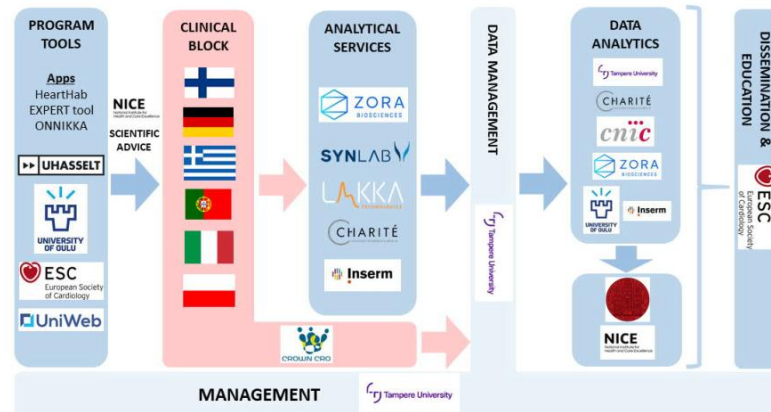 PROGRAM
TOOLS
Apps
HeartHab
EXPERT tool
ONNIKKA
UHASSELT
UNIVERSITY
OF OULU
ESC
European Society
of Cardiology
UniWeb
NICE
National Institute for
Health and Care Excellence
SCIENTIFIC
ADVICE
CLINICAL
BLOCK
CROWN CRO
ANALYTICAL
SERVICES
ZORA
BIOSCIENCES
SYNLAB
CHARITÉ
Inserm
DATA MANAGEMENT
Tampere University
DATA
ANALYTICS
Tampere University
CHARITÉ
cnic
ZORA
BIOSCIENCES
UNIVERSITY
OF OULU
Inserm
NICE
National Institute for
Health and Care Excellence
DISSEMINATION &
EDUCATION
ESC
European Society
of Cardiology
MANAGEMENT
Tampere University